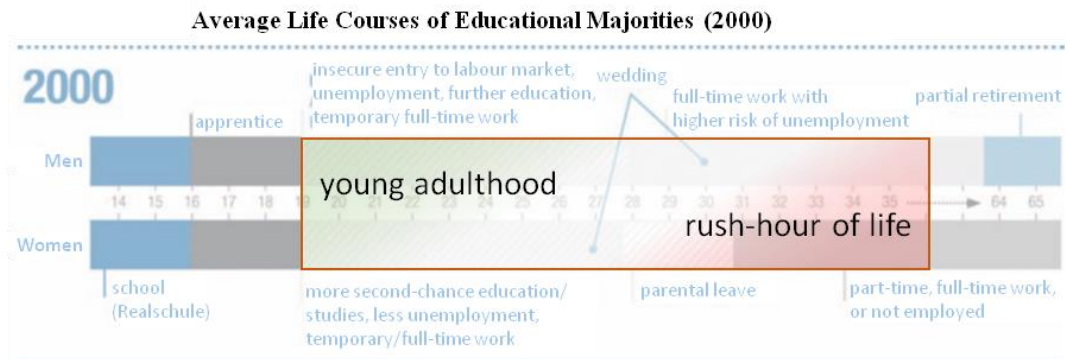 Average Life Courses of Educational Majorities (2000)
2000
insecure entry to labour market,
unemployment, further education,
temporary full-time work
wedding
full-time work with
higher risk of unemployment
partial retirement
apprentice
Men
young adulthood
14 15 16 17 18 19 20 21 22 23 24 25 26 27 28 29 30 31 32 33 34 35 64 65
rush-hour of life
Women
school
(Realschule)
more second-chance education/
studies, less unemployment,
temporary/full-time work
parental leave
part-time, full-time work,
or not employed